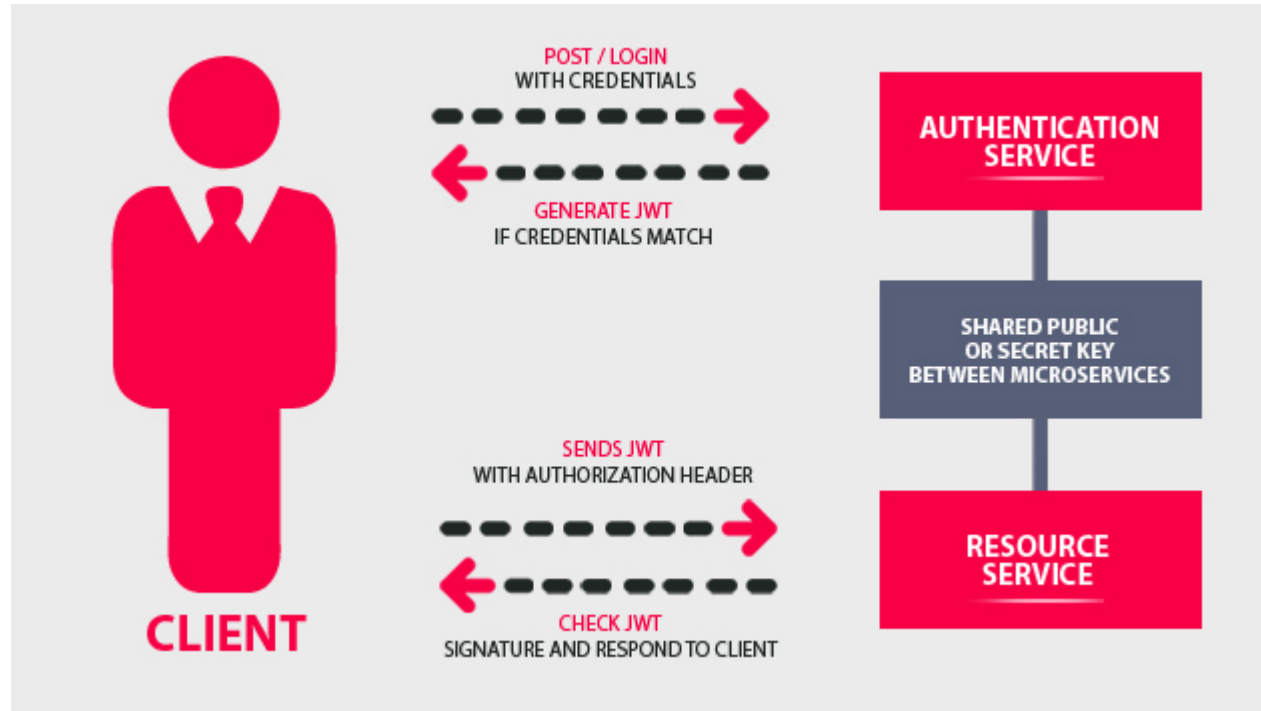 POST / LOGIN
WITH CREDENTIALS
GENERATE JWT
IF CREDENTIALS MATCH
AUTHENTICATION
SERVICE
SHARED PUBLIC
OR SECRET KEY
BETWEEN MICROSERVICES
SENDS JWT
WITH AUTHORIZATION HEADER
CHECK JWT
SIGNATURE AND RESPOND TO CLIENT
RESOURCE
SERVICE
CLIENT